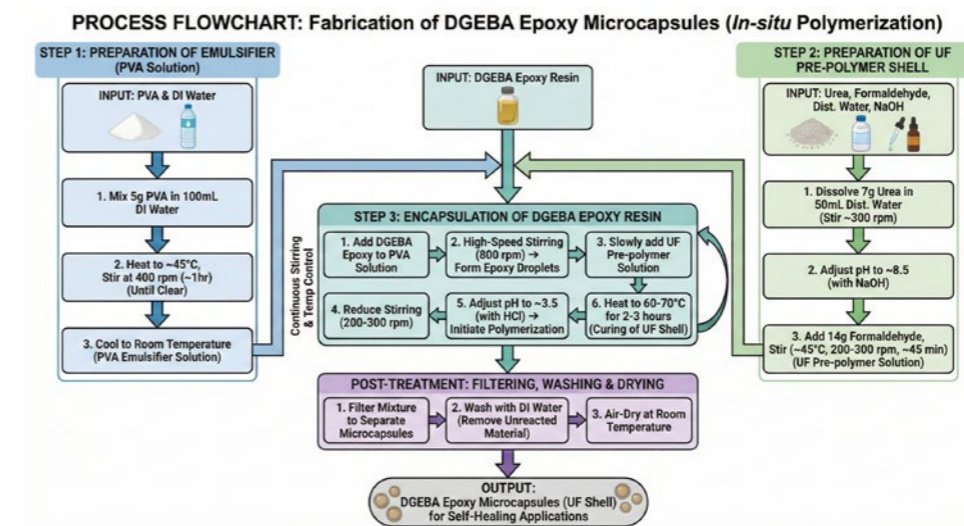 PROCESS FLOWCHART: Fabrication of DGEBA Epoxy Microcapsules (In-situ Polymerization)
STEP 1: PREPARATION OF EMULSIFIER
(PVA Solution)
INPUT: PVA & DI Water
1. Mix 5g PVA in 100mL
DI Water
2. Heat to ~45°C,
Stir at 400 rpm (~1hr)
(Until Clear)
3. Cool to Room Temperature
(PVA Emulsifier Solution)
INPUT: DGEBA Epoxy Resin
STEP 2: PREPARATION OF UF
PRE-POLYMER SHELL
INPUT: Urea, Formaldehyde,
Dist. Water, NaOH
1. Dissolve 7g Urea in
50mL Dist. Water
(Stir ~300 rpm)
2. Adjust pH to ~8.5
(with NaOH)
3. Add 14g Formaldehyde,
Stir (~45°C, 200-300 rpm, ~45 min)
(UF Pre-polymer Solution)
Continuous Stirring
& Temp Control
STEP 3: ENCAPSULATION OF DGEBA EPOXY RESIN
1. Add DGEBA
Epoxy to PVA
Solution
2. High-Speed Stirring
(800 rpm) →
Form Epoxy Droplets
3. Slowly add UF
Pre-polymer
Solution
4. Reduce Stirring
(200-300 rpm)
5. Adjust pH to ~3.5
(with HCl) →
Initiate Polymerization
6. Heat to 60-70°C
for 2-3 hours
(Curing of UF Shell)
POST-TREATMENT: FILTERING, WASHING & DRYING
1. Filter Mixture
to Separate
Microcapsules
2. Wash with DI Water
(Remove Unreacted
Material)
3. Air-Dry at Room
Temperature
OUTPUT:
DGEBA Epoxy Microcapsules (UF Shell)
for Self-Healing Applications